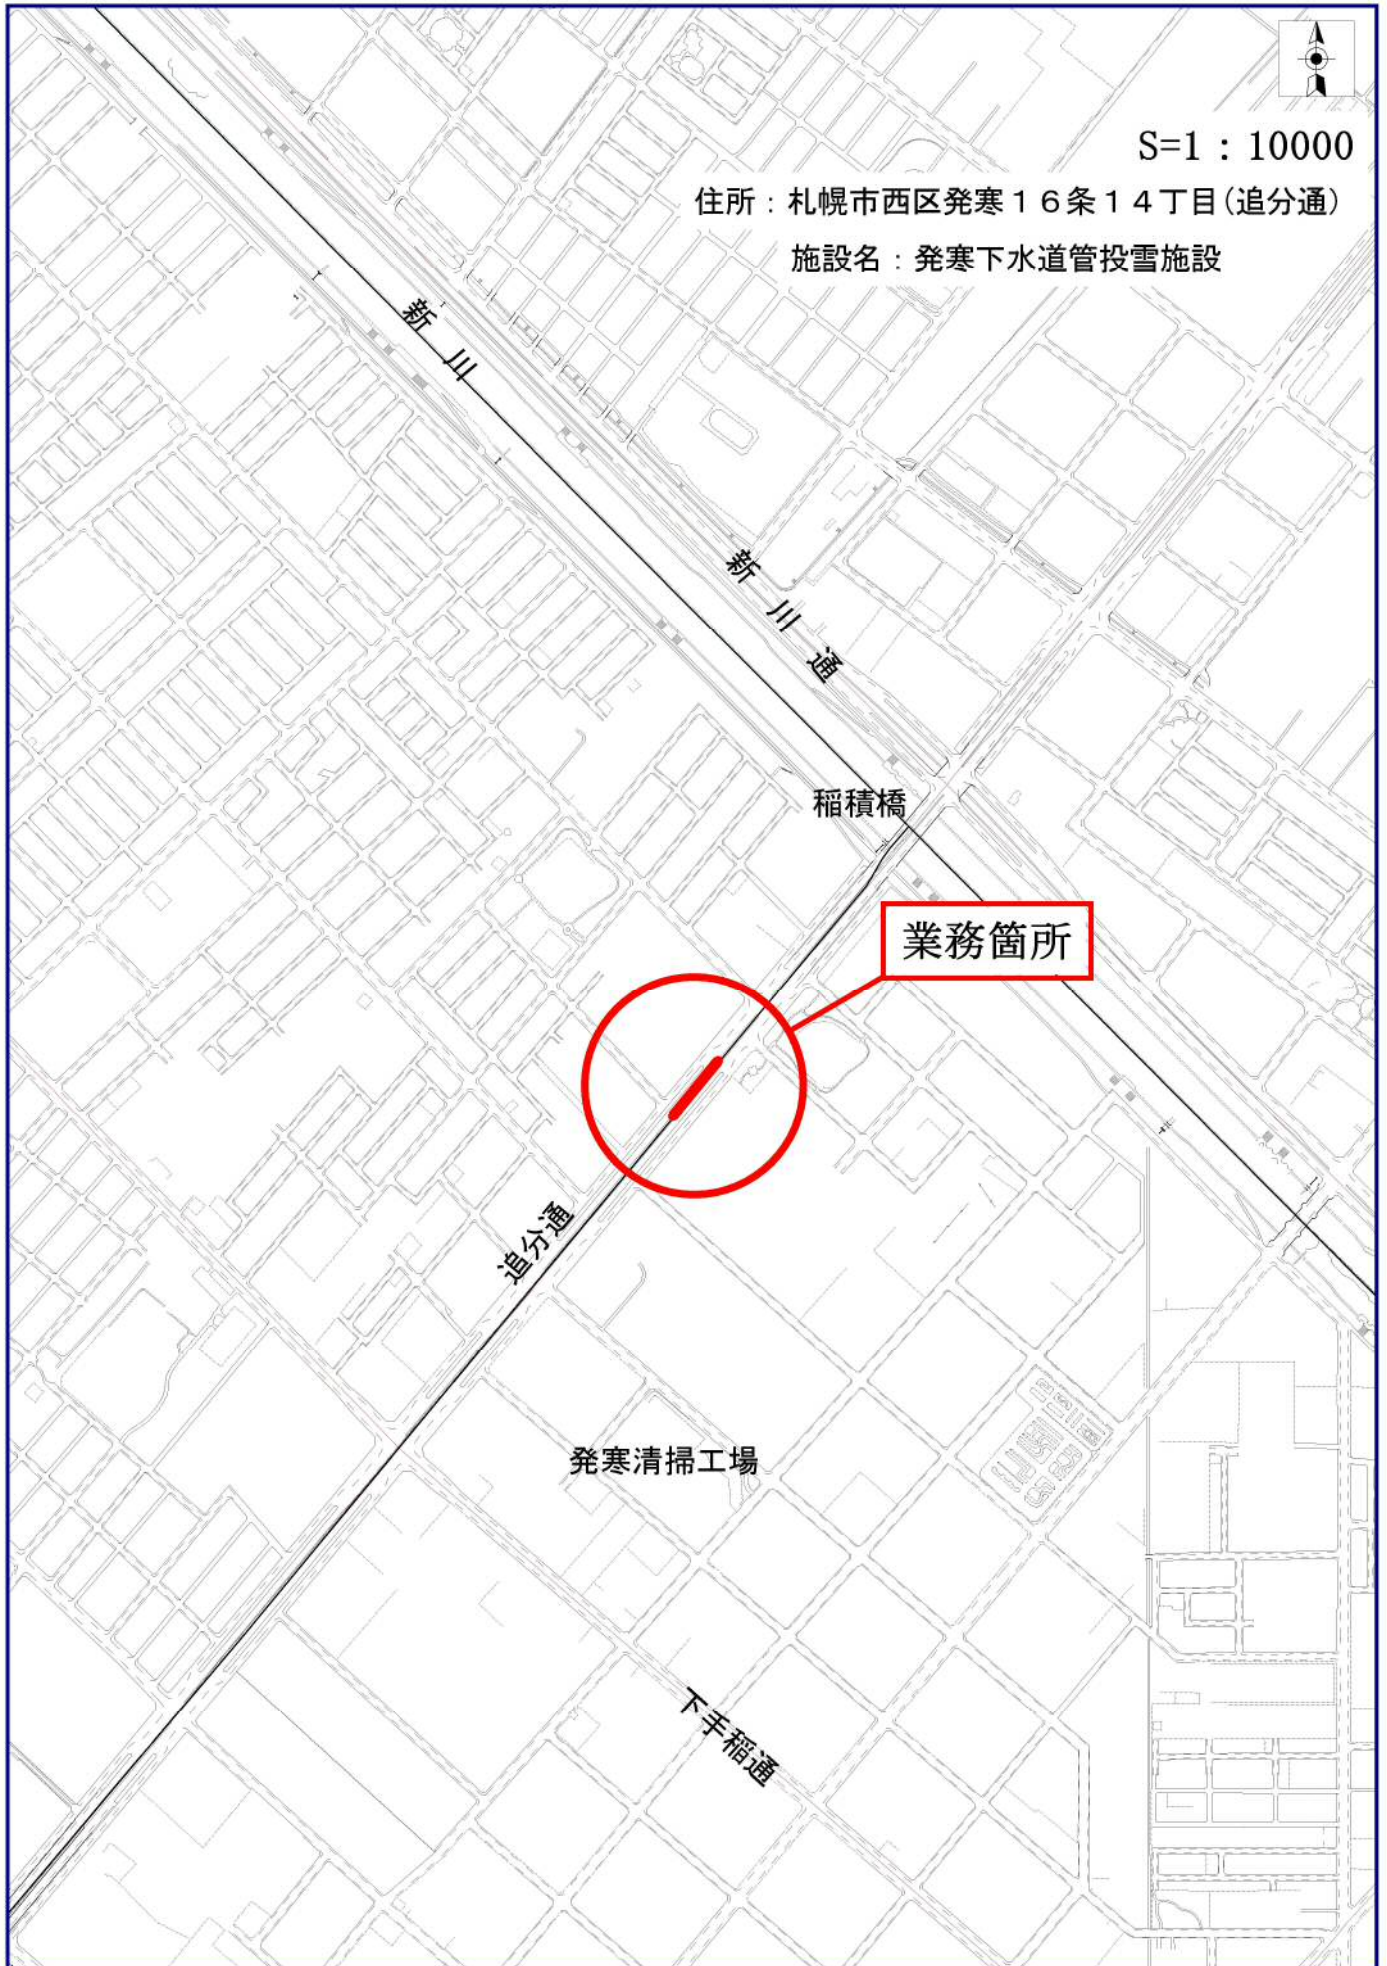 S=1：10000
住所：札幌市西区発寒１６条１４丁目（追分通）
施設名：発寒下水道管投雪施設
新川
新川通
稲積橋
業務箇所
追分通
発寒清掃工場
下手稲通